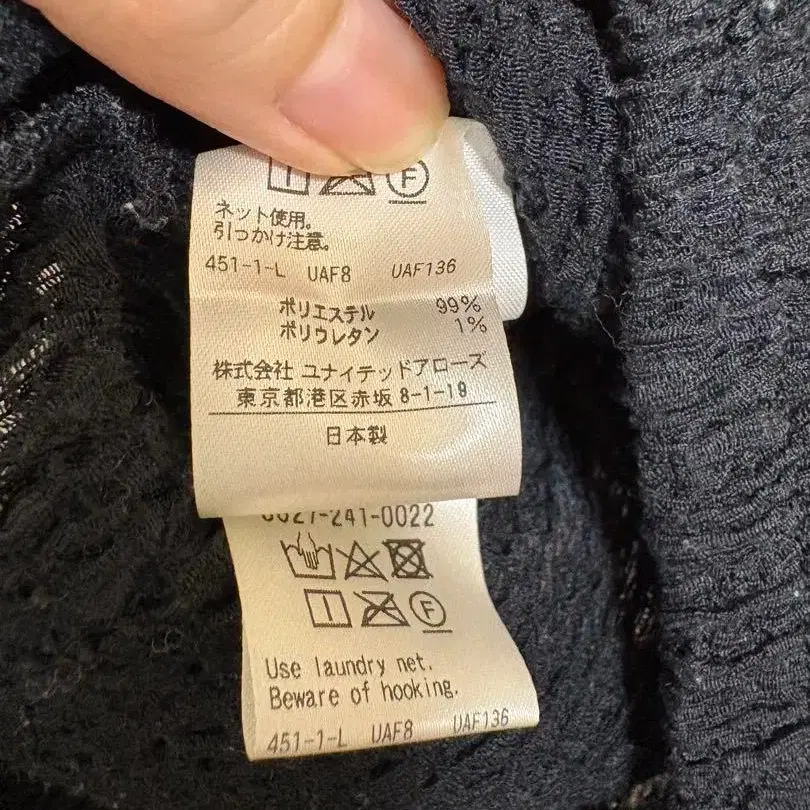 F
ネット使用。
引っかけ注意。
451-1-L UAF8 UAF136
ポリエステル 99%
ポリウレタン 1%
株式会社 ユナイテッドアローズ
東京都港区赤坂 8-1-19
日本製
0027-241-0022
F
Use laundry net.
Beware of hooking.
451-1-L UAF8 UAF136